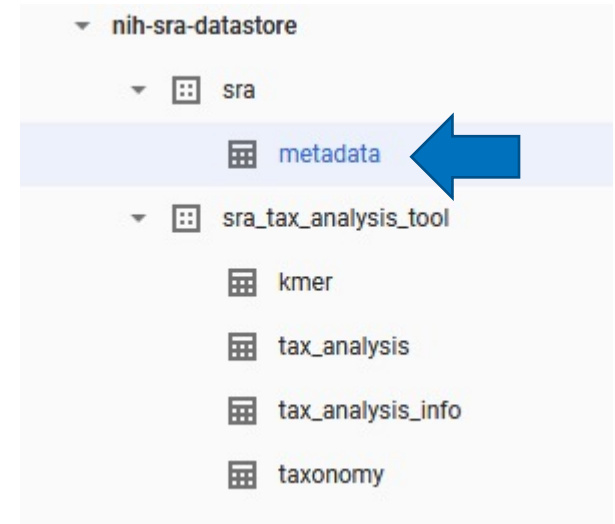 nih-sra-datastore
sra
metadata
sra_tax_analysis_tool
kmer
tax_analysis
tax_analysis_info
taxonomy